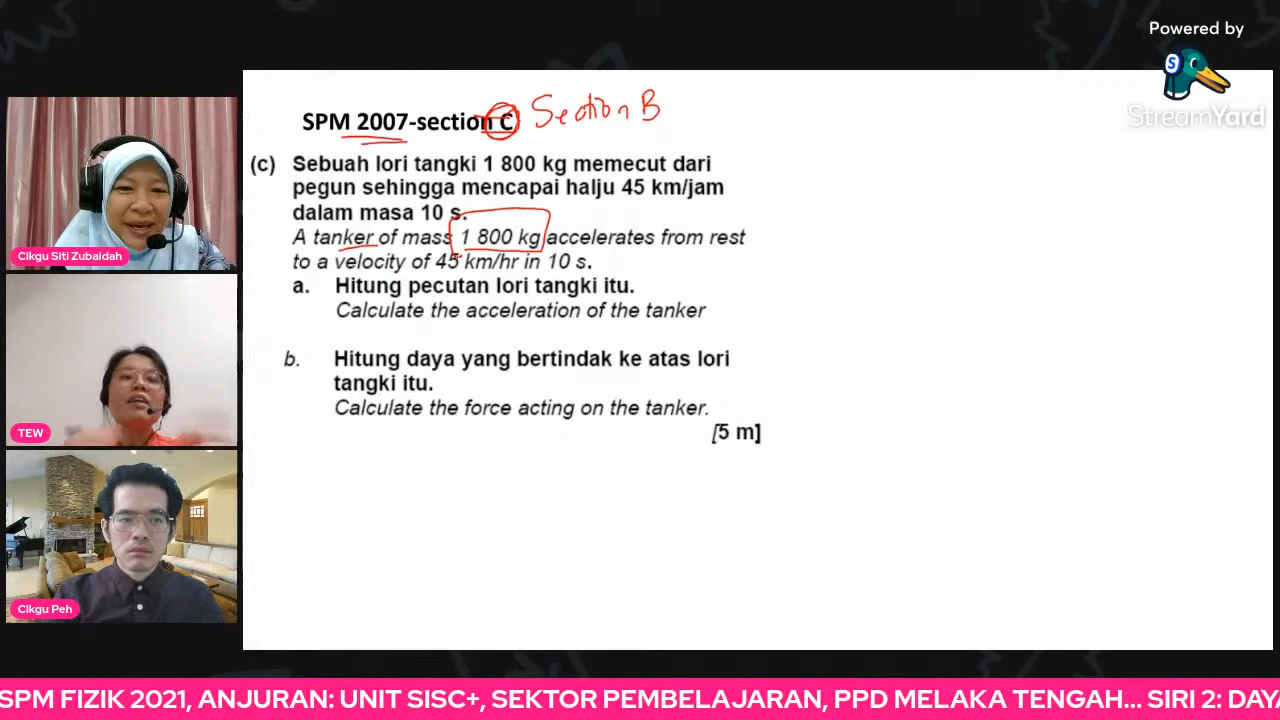 Powered by
StreamYard
SPM 2007-section C Section B
(c) Sebuah lori tangki 1 800 kg memecut dari
pegun sehingga mencapai halju 45 km/jam
dalam masa 10 s.
A tanker of mass 1 800 kg accelerates from rest
to a velocity of 45 km/hr in 10 s.
a. Hitung pecutan lori tangki itu.
Calculate the acceleration of the tanker
b. Hitung daya yang bertindak ke atas lori
tangki itu.
Calculate the force acting on the tanker.
[5 m]
Cikgu Siti Zubaidah
TEW
Cikgu Peh
SPM FIZIK 2021, ANJURAN: UNIT SISC+, SEKTOR PEMBELAJARAN, PPD MELAKA TENGAH... SIRI 2: DAYA